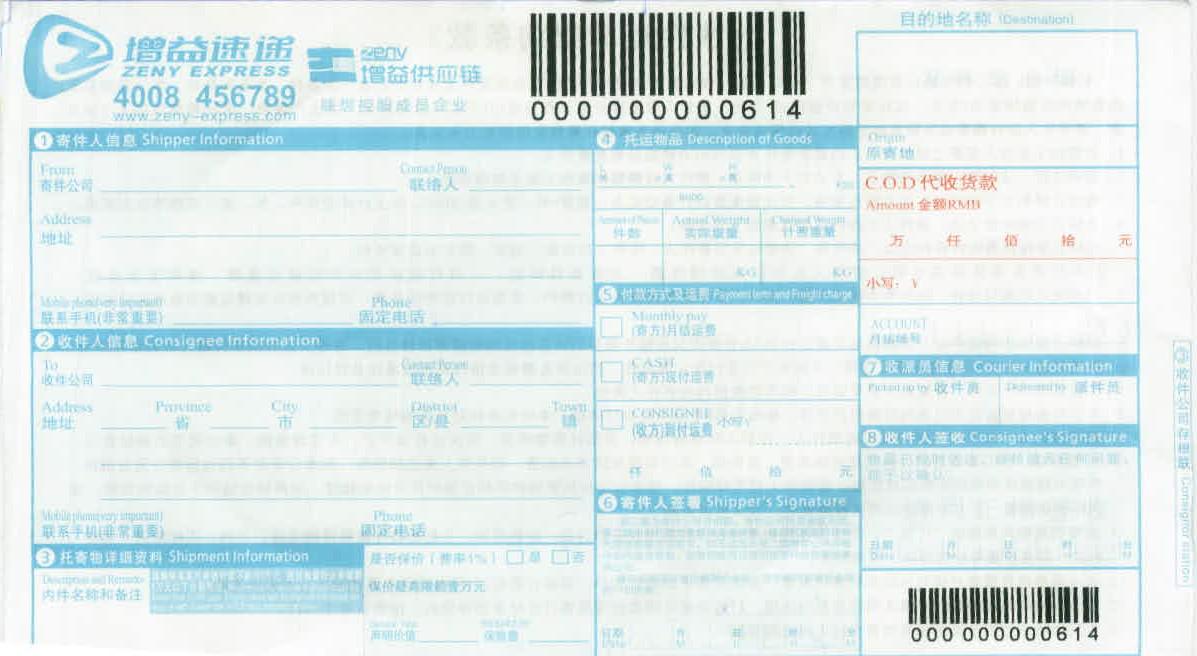 增益速递
ZENY EXPRESS
4008 456789
www.zeny-express.com
zeny
增益供应链
联想控股成员企业
000 000000614
目的地名称 (Destination)
Origin
原寄地
C.O.D 代收货款
Amount 金额RMB
万 仟 佰 拾 元
小写: ¥
ACCOUNT
月结编号
1 寄件人信息 Shipper Information
From
寄件公司
Contact Person
联络人
Address
地址
Mobile phone(very important)
联系手机(非常重要)
Phone
固定电话
2 收件人信息 Consignee Information
To
收件公司
Contact Person
联络人
Address
地址
Province
省
City
市
District
区/县
Town
镇
Mobile phone(very important)
联系手机(非常重要)
Phone
固定电话
3 托寄物详细资料 Shipment Information
Description and Remarks
内件名称和备注
是否保价 ( 费率1% ) 是 否
保价最高限额壹万元
声明价值
保险费
4 托运物品 Description of Goods
件数
Actual Weight
实际重量
KG
Charged Weight
计费重量
KG
5 付款方式及运费 Payment term and Freight charge
Monthly pay
(寄方)月结运费
CASH
(寄方)现付运费
CONSIGNEE
(收方)到付运费
小写¥
仟 佰 拾 元
6 寄件人签署 Shipper's Signature
日期
7 收派员信息 Courier Information
Picked up by 收件员
Delivered by 派件员
8 收件人签收 Consignee's Signature
日期
000 000000614
③收件公司存根联 Consignor station